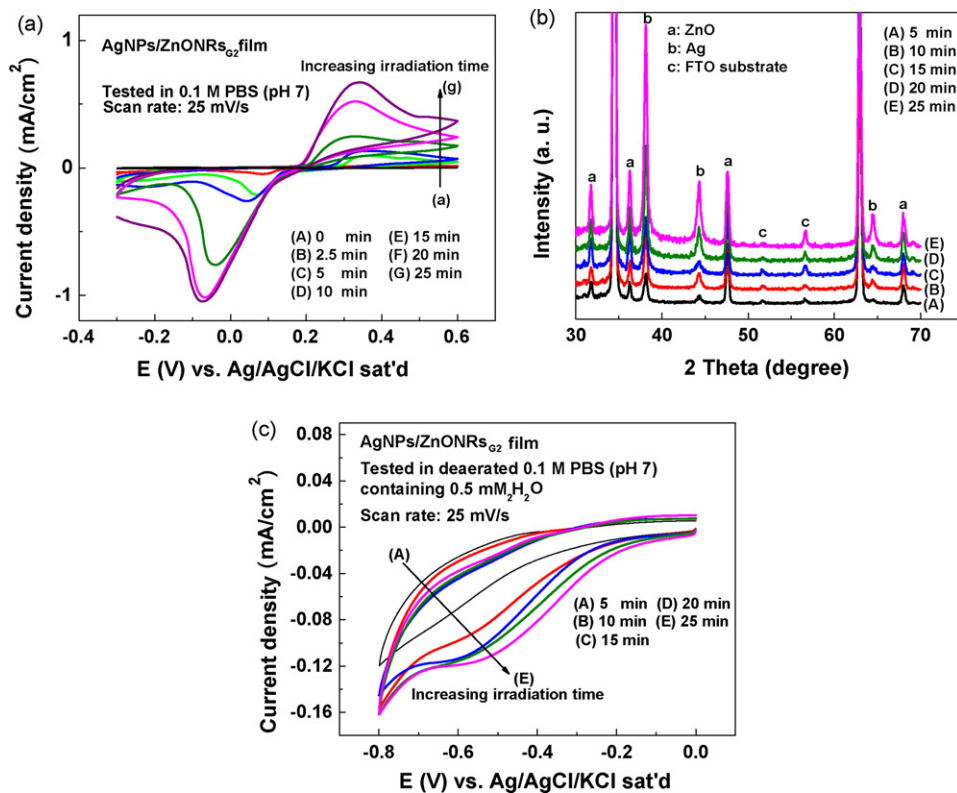 (a)
AgNPs/ZnONRsG2 film
Increasing irradiation time
Tested in 0.1 M PBS (pH 7)
Scan rate: 25 mV/s
(g)
(a)
(A) 0 min (E) 15 min
(B) 2.5 min (F) 20 min
(C) 5 min (G) 25 min
(D) 10 min
1
0
-1
Current density (mA/cm²)
-0.4 -0.2 0.0 0.2 0.4 0.6
E (V) vs. Ag/AgCl/KCl sat'd
(b)
a: ZnO
b: Ag
c: FTO substrate
(A) 5 min
(B) 10 min
(C) 15 min
(D) 20 min
(E) 25 min
b
a
a
b
a
c
c
b
a
(E)
(D)
(C)
(B)
(A)
Intensity (a. u.)
30 40 50 60 70
2 Theta (degree)
(c)
AgNPs/ZnONRsG2 film
Tested in deaerated 0.1 M PBS (pH 7)
containing 0.5 mM2H2O
Scan rate: 25 mV/s
(A)
(A) 5 min (D) 20 min
(B) 10 min (E) 25 min
(C) 15 min
(E)
Increasing irradiation time
0.08
0.04
0.00
-0.04
-0.08
-0.12
-0.16
Current density (mA/cm²)
-0.8 -0.6 -0.4 -0.2 0.0
E (V) vs. Ag/AgCl/KCl sat'd